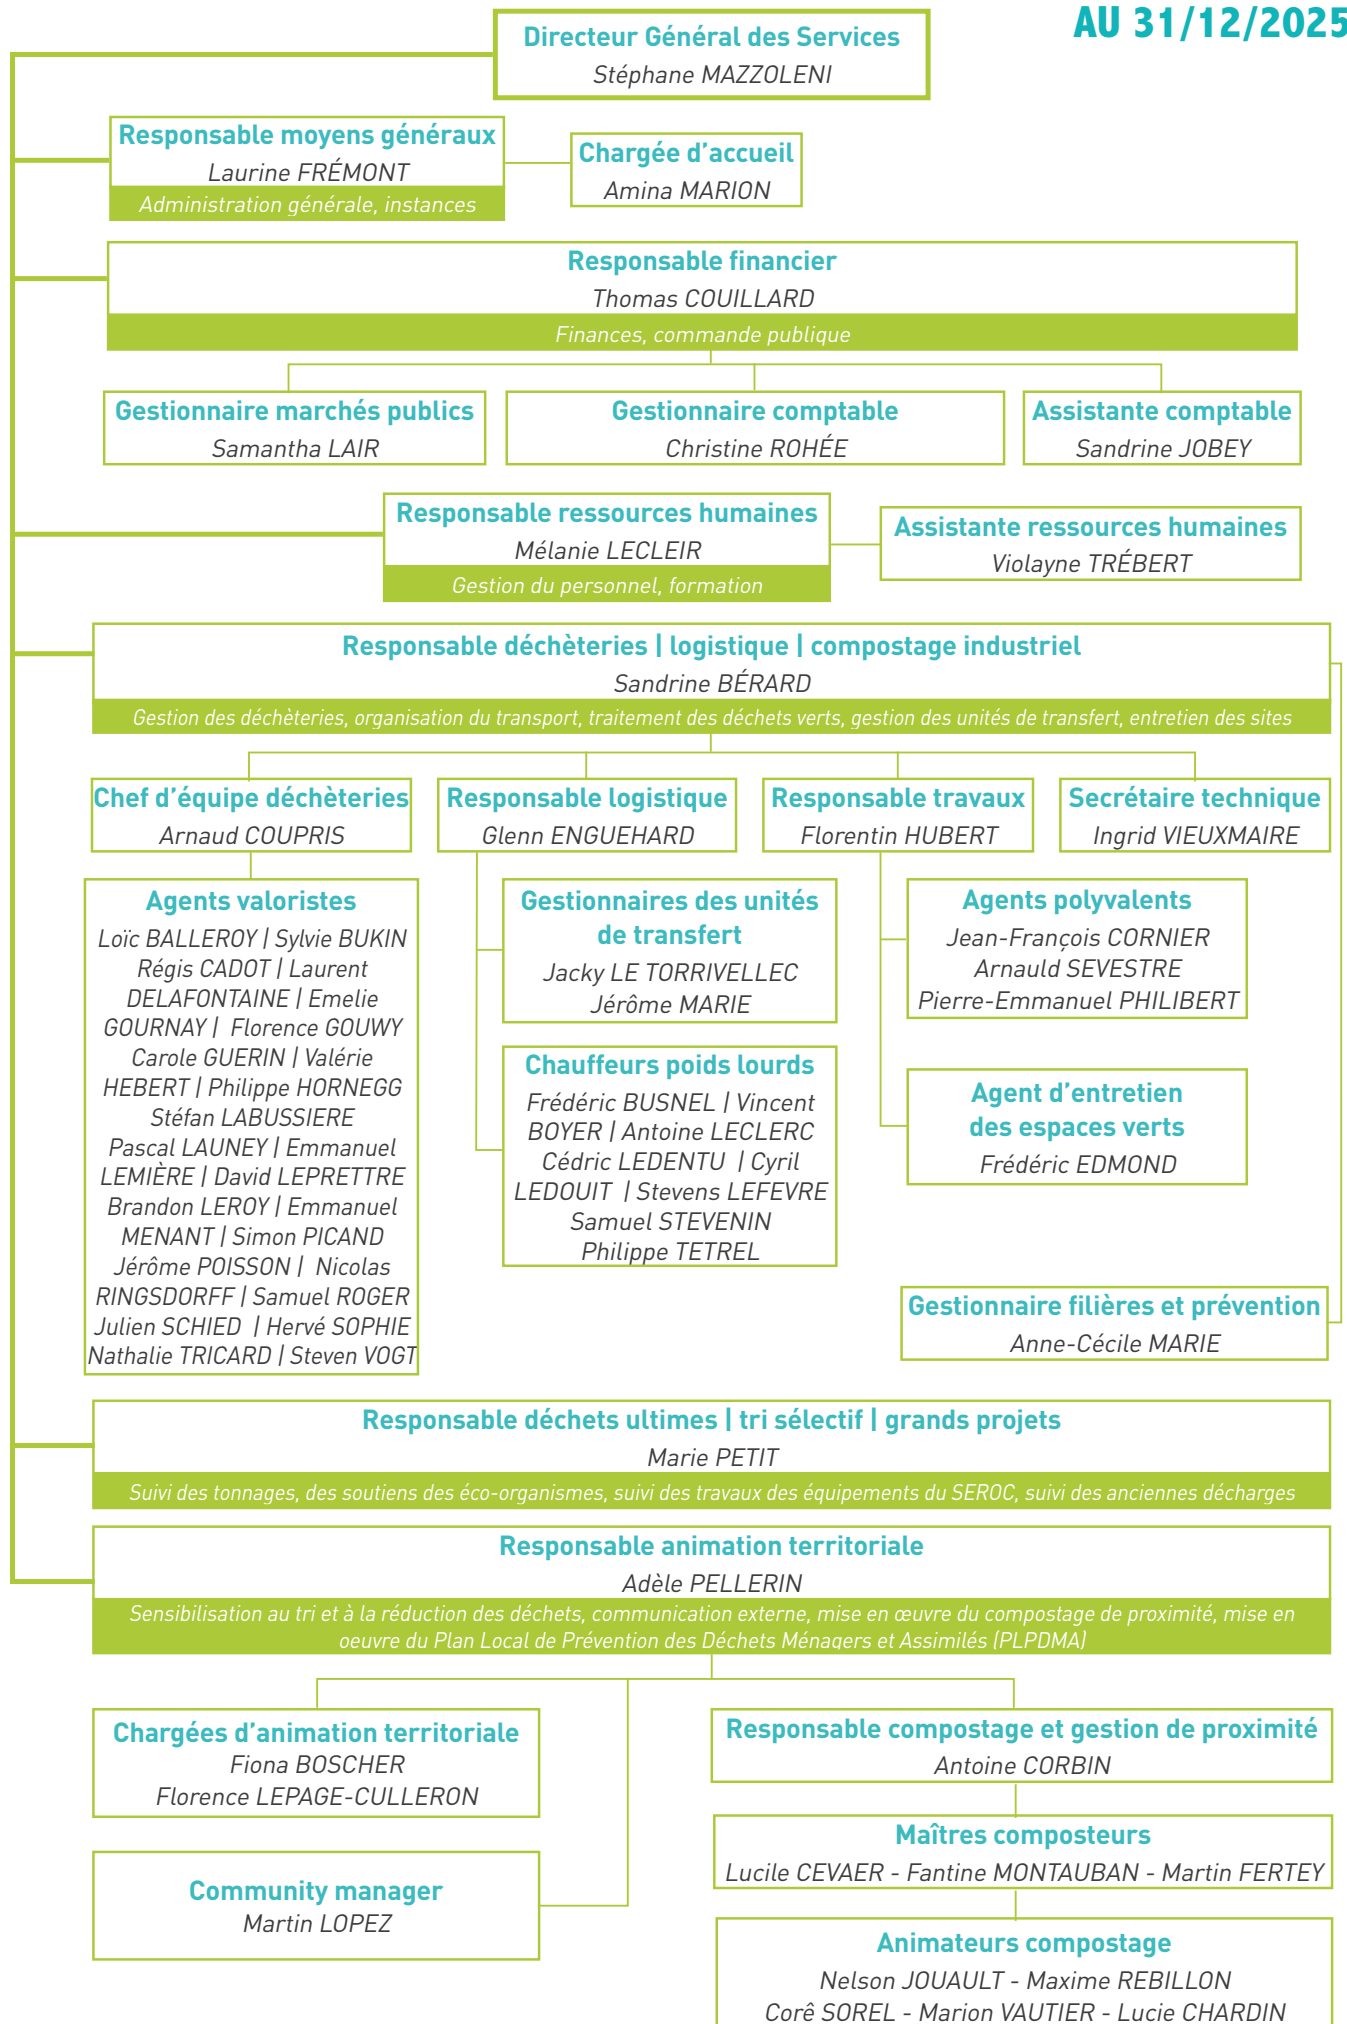 AU 31/12/2025
Directeur Général des Services
Stéphane MAZZOLENI
Responsable moyens généraux
Laurine FRÉMONT
Administration générale, instances
Chargée d'accueil
Amina MARION
Responsable financier
Thomas COUILLARD
Finances, commande publique
Gestionnaire marchés publics
Samantha LAIR
Gestionnaire comptable
Christine ROHÉE
Assistante comptable
Sandrine JOBEY
Responsable ressources humaines
Mélanie LECLEIR
Gestion du personnel, formation
Assistante ressources humaines
Violayne TRÉBERT
Responsable déchèteries | logistique | compostage industriel
Sandrine BÉRARD
Gestion des déchèteries, organisation du transport, traitement des déchets verts, gestion des unités de transfert, entretien des sites
Chef d'équipe déchèteries
Arnaud COUPRIS
Responsable logistique
Glenn ENGUEHARD
Responsable travaux
Florentin HUBERT
Secrétaire technique
Ingrid VIEUXMAIRE
Agents valoristes
Loïc BALLEROY | Sylvie BUKIN
Régis CADOT | Laurent
DELAFONTAINE | Emelie
GOURNAY | Florence GOUWY
Carole GUERIN | Valérie
HEBERT | Philippe HORNEGG
Stéfan LABUSSIERE
Pascal LAUNEY | Emmanuel
LEMIÈRE | David LEPRETTRE
Brandon LEROY | Emmanuel
MENANT | Simon PICAND
Jérôme POISSON | Nicolas
RINGSDORFF | Samuel ROGER
Julien SCHIED | Hervé SOPHIE
Nathalie TRICARD | Steven VOGT
Gestionnaires des unités
de transfert
Jacky LE TORRIVELLEC
Jérôme MARIE
Chauffeurs poids lourds
Frédéric BUSNEL | Vincent
BOYER | Antoine LECLERC
Cédric LEDENTU | Cyril
LEDOUIT | Stevens LEFEVRE
Samuel STEVENIN
Philippe TETREL
Agents polyvalents
Jean-François CORNIER
Arnauld SEVESTRE
Pierre-Emmanuel PHILIBERT
Agent d'entretien
des espaces verts
Frédéric EDMOND
Gestionnaire filières et prévention
Anne-Cécile MARIE
Responsable déchets ultimes | tri sélectif | grands projets
Marie PETIT
Suivi des tonnages, des soutiens des éco-organismes, suivi des travaux des équipements du SEROC, suivi des anciennes décharges
Responsable animation territoriale
Adèle PELLERIN
Sensibilisation au tri et à la réduction des déchets, communication externe, mise en œuvre du compostage de proximité, mise en
oeuvre du Plan Local de Prévention des Déchets Ménagers et Assimilés (PLPDMA)
Chargées d'animation territoriale
Fiona BOSCHER
Florence LEPAGE-CULLERON
Community manager
Martin LOPEZ
Responsable compostage et gestion de proximité
Antoine CORBIN
Maîtres composteurs
Lucile CEVAER - Fantine MONTAUBAN - Martin FERTEY
Animateurs compostage
Nelson JOUAULT - Maxime REBILLON
Corê SOREL - Marion VAUTIER - Lucie CHARDIN